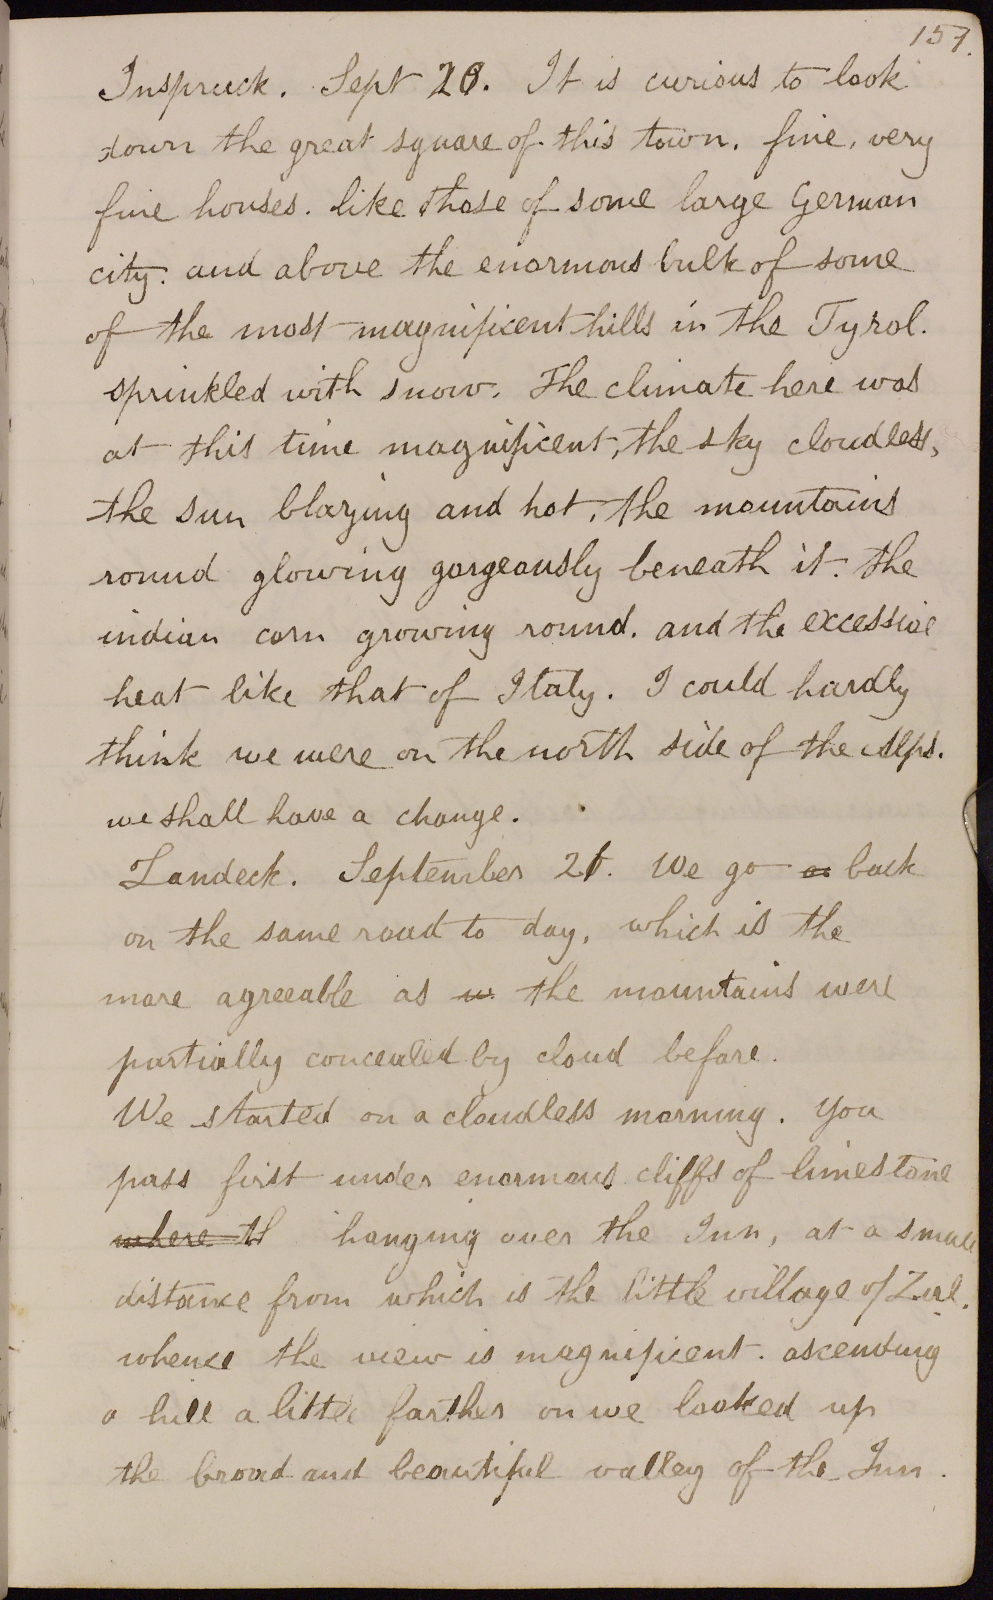 157.
Inspruck. Sept 20. It is curious to look
down the great square of this town. fine, very
fine houses. like those of some large German
city. and above the enormous bulk of some
of the most magnificent hills in the Tyrol.
sprinkled with snow. The climate here was
at this time magnificent, the sky cloudless,
the sun blazing and hot, the mountains
round glowing gorgeously beneath it. the
indian corn growing round. and the excessive
heat like that of Italy. I could hardly
think we were on the north side of the Alps.
we shall have a change.
Landeck. September 21. We go a back
on the same road to day, which is the
more agreeable as w the mountains were
partially concealed by cloud before.
We started on a cloudless morning. You
pass first under enormous cliffs of limestone
where th hanging over the Inn, at a small
distance from which is the little village of Zirl.
whence the view is magnificent. ascending
a hill a little farther on we looked up
the broad and beautiful valley of the Inn.